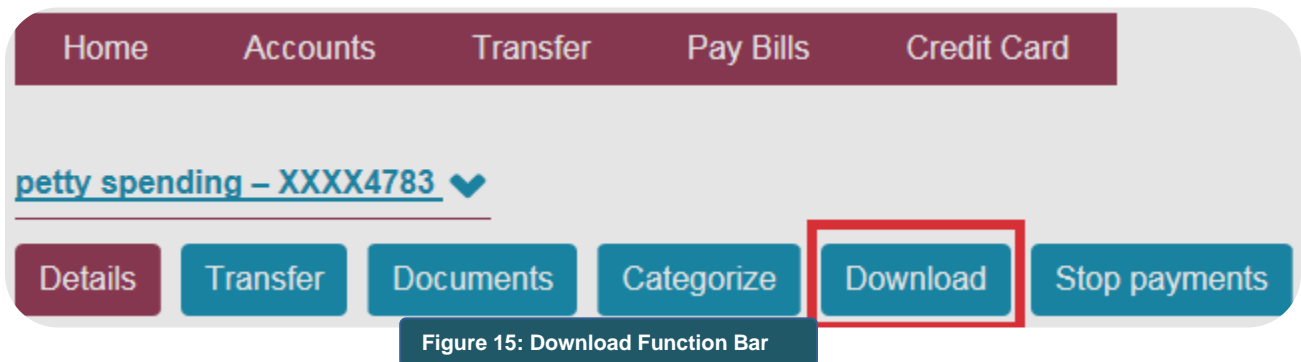 Home Accounts Transfer Pay Bills Credit Card
petty spending – XXXX4783
Details Transfer Documents Categorize Download Stop payments
Figure 15: Download Function Bar